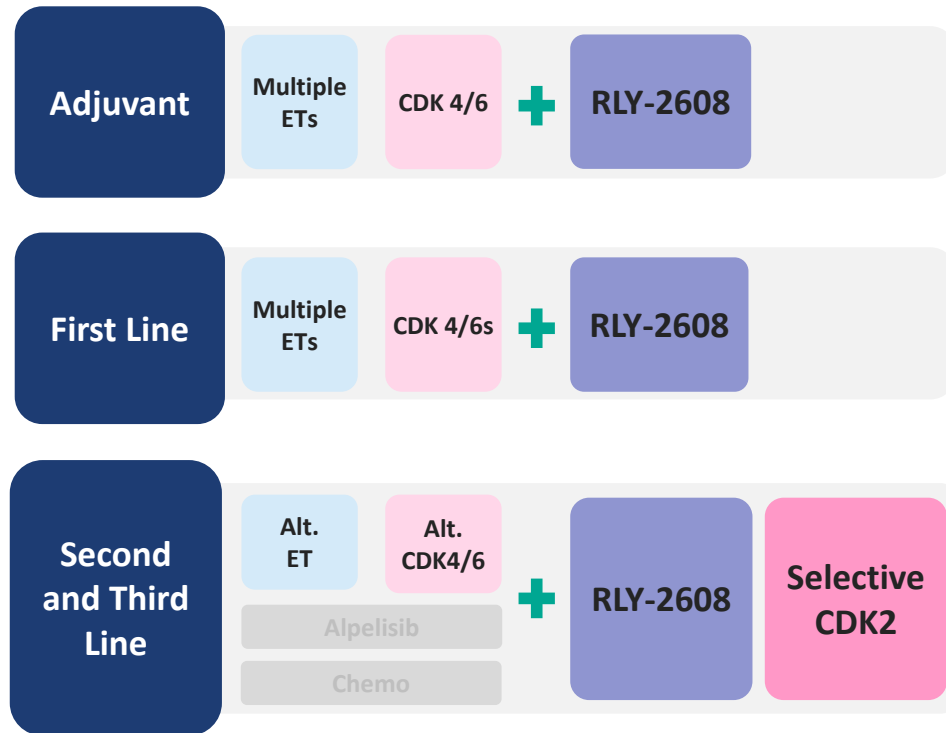 Adjuvant
Multiple
ETs
CDK 4/6
RLY-2608
First Line
Multiple
ETs
CDK 4/6s
RLY-2608
Second
and Third
Line
Alt.
ET
Alt.
CDK4/6
Alpelisib
Chemo
RLY-2608
Selective
CDK2